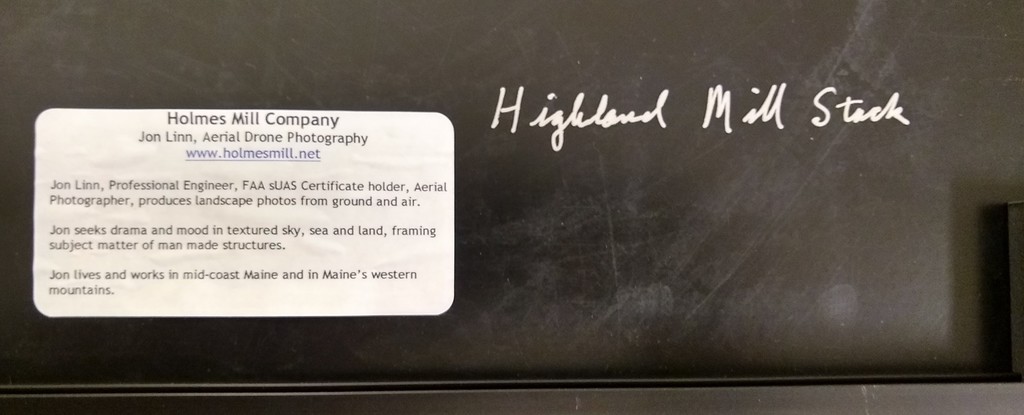 Holmes Mill Company
Jon Linn, Aerial Drone Photography
www.holmesmill.net
Jon Linn, Professional Engineer, FAA sUAS Certificate holder, Aerial
Photographer, produces landscape photos from ground and air.
Jon seeks drama and mood in textured sky, sea and land, framing
subject matter of man made structures.
Jon lives and works in mid-coast Maine and in Maine's western
mountains.
Highland Mill Stack